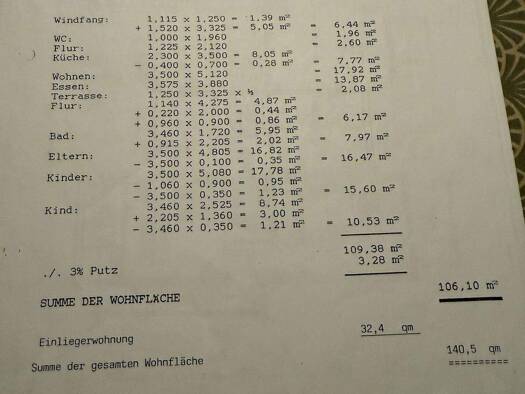 Windfang: 1,115 x 1,250 = 1,39 m²
+ 1,520 x 3,325 = 5,05 m² = 6,44 m²
WC: 1,000 x 1,960 = 1,96 m²
Flur: 1,225 x 2,120 = 2,60 m²
Küche: 2,300 x 3,500 = 8,05 m²
- 0,400 x 0,700 = 0,28 m² = 7,77 m²
Wohnen: 3,500 x 5,120 = 17,92 m²
Essen: 3,575 x 3,880 = 13,87 m²
Terrasse: 1,250 x 3,325 x ½ = 2,08 m²
Flur: 1,140 x 4,275 = 4,87 m²
+ 0,220 x 2,000 = 0,44 m²
+ 0,960 x 0,900 = 0,86 m² = 6,17 m²
Bad: 3,460 x 1,720 = 5,95 m²
+ 0,915 x 2,205 = 2,02 m² = 7,97 m²
Eltern: 3,500 x 4,805 = 16,82 m²
- 3,500 x 0,100 = 0,35 m² = 16,47 m²
Kinder: 3,500 x 5,080 = 17,78 m²
- 1,060 x 0,900 = 0,95 m²
- 3,500 x 0,350 = 1,23 m² = 15,60 m²
Kind: 3,460 x 2,525 = 8,74 m²
+ 2,205 x 1,360 = 3,00 m²
- 3,460 x 0,350 = 1,21 m² = 10,53 m²
109,38 m²
./. 3% Putz 3,28 m²
SUMME DER WOHNFLÄCHE 106,10 m²
Einliegerwohnung 32,4 qm
Summe der gesamten Wohnfläche 140,5 qm
==========